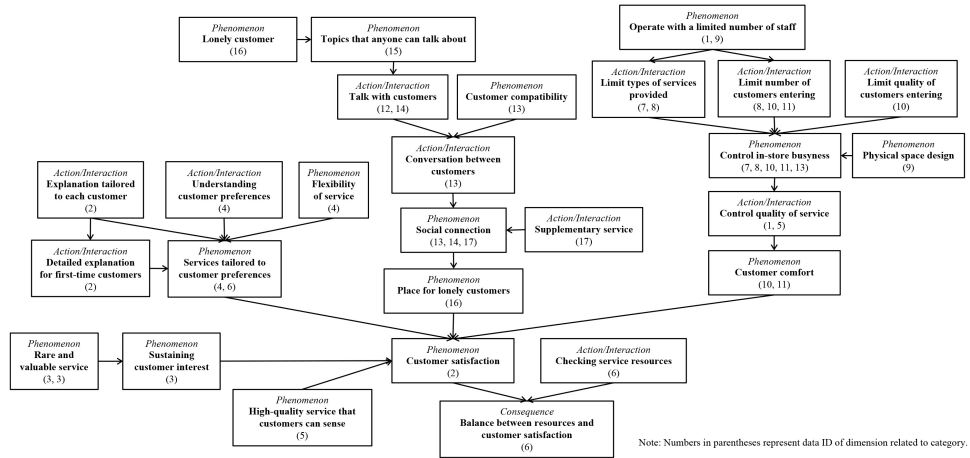 Phenomenon
Lonely customer
(16)
Phenomenon
Topics that anyone can talk about
(15)
Phenomenon
Operate with a limited number of staff
(1, 9)
Action/Interaction
Talk with customers
(12, 14)
Phenomenon
Customer compatibility
(13)
Action/Interaction
Limit types of services
provided
(7, 8)
Action/Interaction
Limit number of
customers entering
(8, 10, 11)
Action/Interaction
Limit quality of
customers entering
(10)
Action/Interaction
Conversation between
customers
(13)
Phenomenon
Control in-store busyness
(7, 8, 10, 11, 13)
Phenomenon
Physical space design
(9)
Action/Interaction
Explanation tailored
to each customer
(2)
Action/Interaction
Understanding
customer preferences
(4)
Phenomenon
Flexibility
of service
(4)
Action/Interaction
Control quality of service
(1, 5)
Phenomenon
Social connection
(13, 14, 17)
Action/Interaction
Supplementary service
(17)
Action/Interaction
Detailed explanation
for first-time customers
(2)
Phenomenon
Services tailored to
customer preferences
(4, 6)
Phenomenon
Place for lonely customers
(16)
Phenomenon
Customer comfort
(10, 11)
Phenomenon
Rare and
valuable service
(3, 3)
Phenomenon
Sustaining
customer interest
(3)
Phenomenon
Customer satisfaction
(2)
Action/Interaction
Checking service resources
(6)
Phenomenon
High-quality service that
customers can sense
(5)
Consequence
Balance between resources and
customer satisfaction
(6)
Note: Numbers in parentheses represent data ID of dimension related to category.